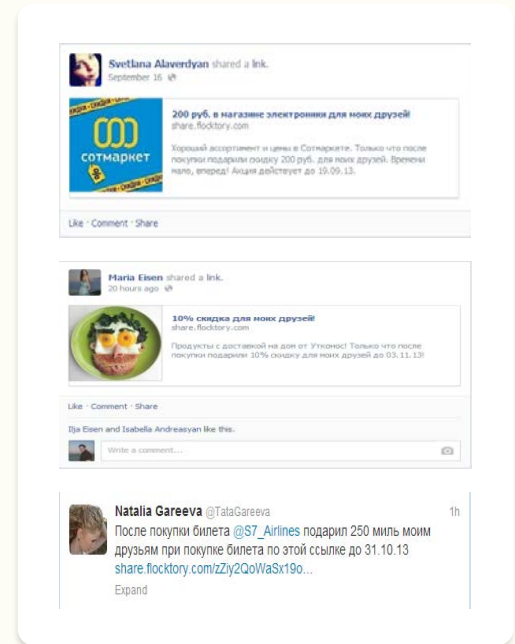 Svetlana Alaverdyan shared a link.
September 16
200 руб. в магазине электроники для моих друзей!
share.flocktory.com
Хороший ассортимент и цены в Сотмаркете. Только что после
покупки подарили скидку 200 руб. для моих друзей. Времени
мало, вперед! Акция действует до 19.09.13.
СОТМАРКЕТ
Like · Comment · Share
Maria Eisen shared a link.
20 hours ago
10% скидка для моих друзей!
share.flocktory.com
Продукты с доставкой на дом от Утконос! Только что после
покупки подарили 10% скидку для моих друзей до 03.11.13!
Like · Comment · Share
Ilja Eisen and Isabella Andreasyan like this.
Write a comment...
Natalia Gareeva @TataGareeva 1h
После покупки билета @S7_Airlines подарил 250 миль моим
друзьям при покупке билета по этой ссылке до 31.10.13
share.flocktory.com/zZiy2QoWaSx19o...
Expand